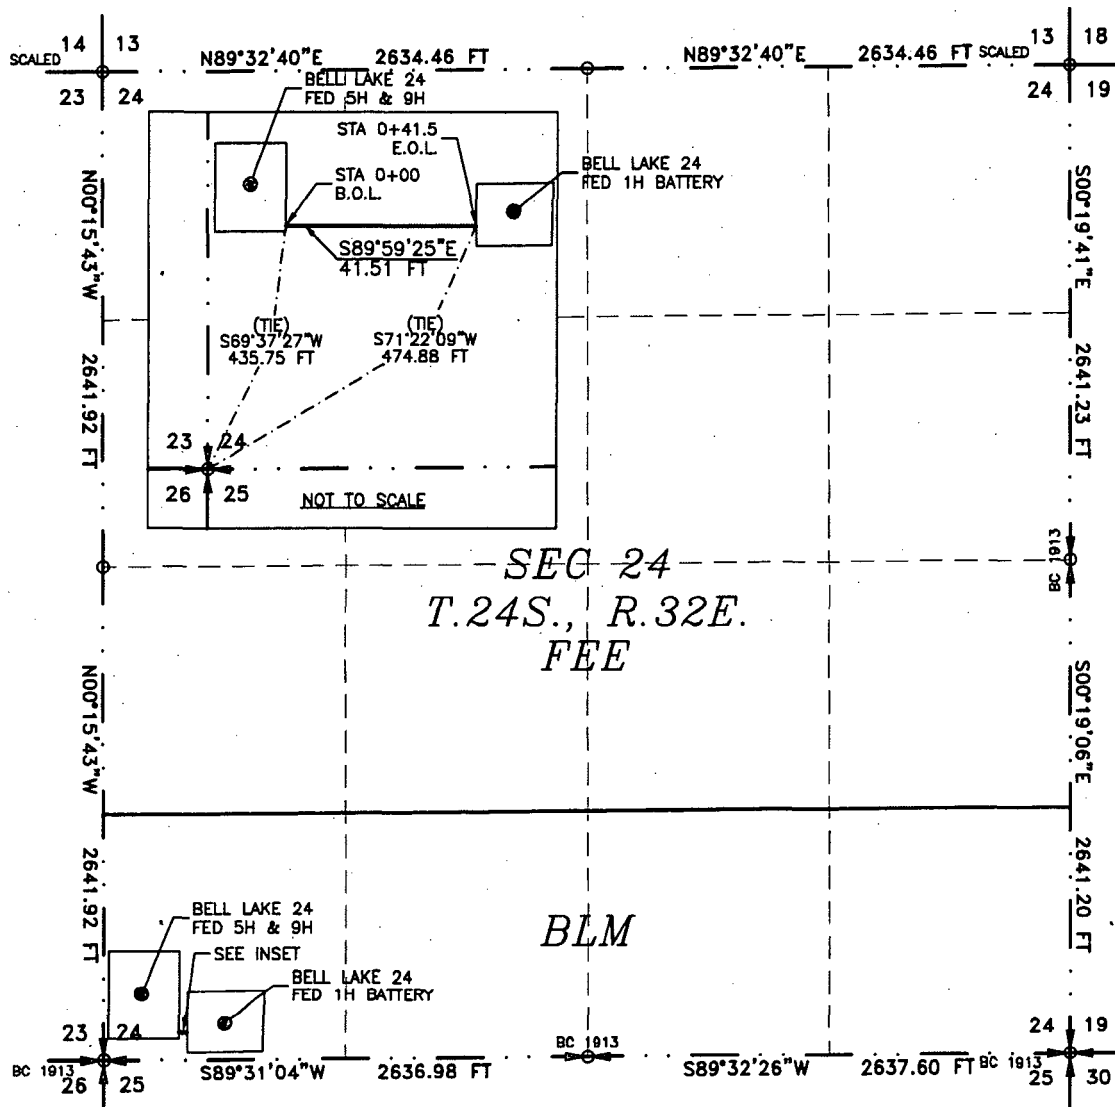 14 13
13 18
SCALED
N89°32'40"E 2634.46 FT
N89°32'40"E 2634.46 FT
SCALED
23 24
24 19
BELL LAKE 24
FED 5H & 9H
STA 0+41.5
E.O.L.
BELL LAKE 24
FED 1H BATTERY
STA 0+00
B.O.L.
S89°59'25"E
41.51 FT
(TIE)
S69°37'27"W
435.75 FT
(TIE)
S71°22'09"W
474.88 FT
23 24
26 25
NOT TO SCALE
N00°15'43"W
2641.92 FT
S00°19'41"E
2641.23 FT
BC 1913
SEC 24
T.24S., R.32E.
FEE
N00°15'43"W
2641.92 FT
S00°19'06"E
2641.20 FT
BLM
BELL LAKE 24
FED 5H & 9H
SEE INSET
BELL LAKE 24
FED 1H BATTERY
23 24
24 19
BC 1913
BC 1913
BC 1913
26 25
S89°31'04"W 2636.98 FT
S89°32'26"W 2637.60 FT
25 30